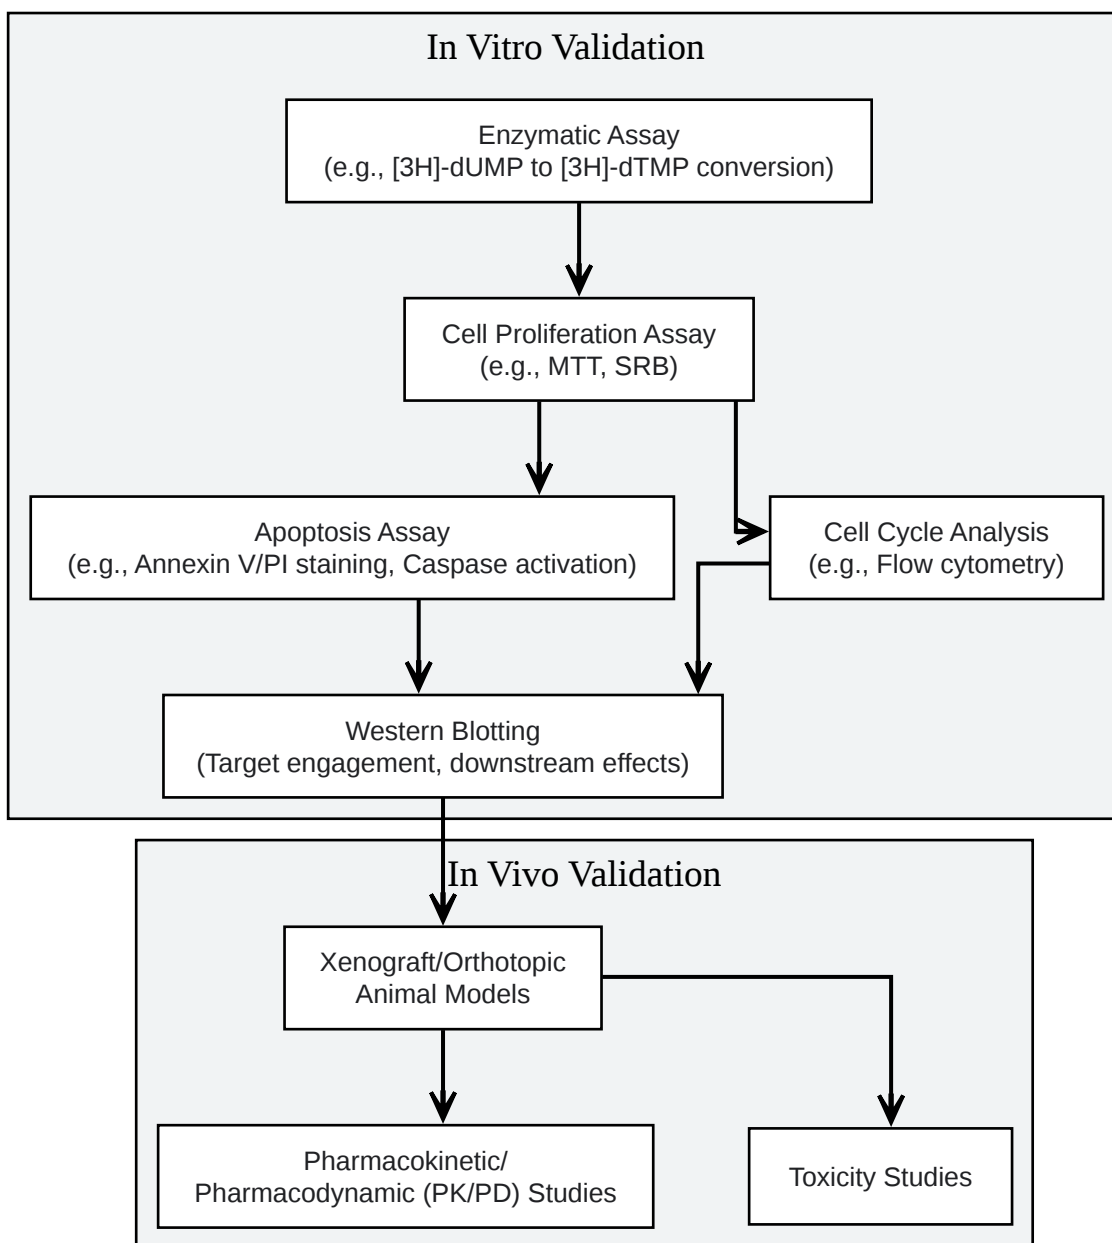 In Vitro Validation
Enzymatic Assay
(e.g., [3H]-dUMP to [3H]-dTMP conversion)
Cell Proliferation Assay
(e.g., MTT, SRB)
Apoptosis Assay
(e.g., Annexin V/PI staining, Caspase activation)
Cell Cycle Analysis
(e.g., Flow cytometry)
Western Blotting
(Target engagement, downstream effects)
In Vivo Validation
Xenograft/Orthotopic
Animal Models
Pharmacokinetic/
Pharmacodynamic (PK/PD) Studies
Toxicity Studies